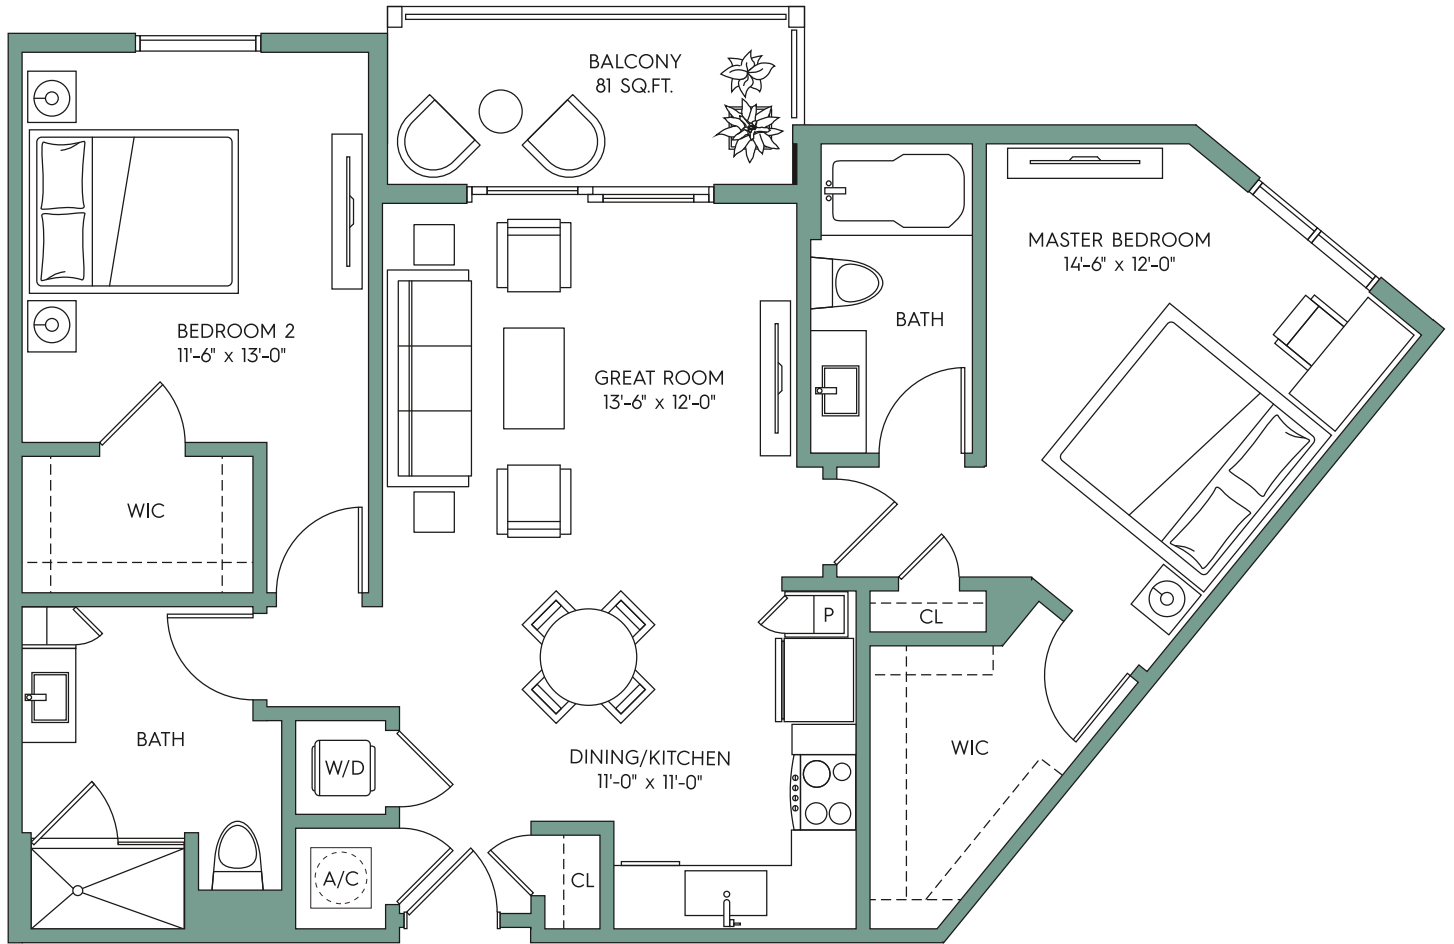 BALCONY
81 SQ.FT.
MASTER BEDROOM
14'-6" x 12'-0"
BEDROOM 2
11'-6" x 13'-0"
BATH
GREAT ROOM
13'-6" x 12'-0"
WIC
P
CL
BATH
WIC
DINING/KITCHEN
11'-0" x 11'-0"
W/D
A/C
CL